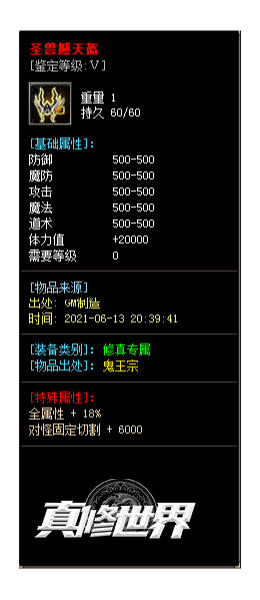 圣兽撼天盔
[鉴定等级:V]
重量 1
持久 60/60
[基础属性]:
防御 500-500
魔防 500-500
攻击 500-500
魔法 500-500
道术 500-500
体力值 +20000
需要等级 0
[物品来源]
出处: GM制造
时间: 2021-06-13 20:39:41
[装备类别]: 修真专属
[物品出处]: 鬼王宗
[特殊属性]:
全属性 + 18%
对怪固定切割 + 6000
真修世界